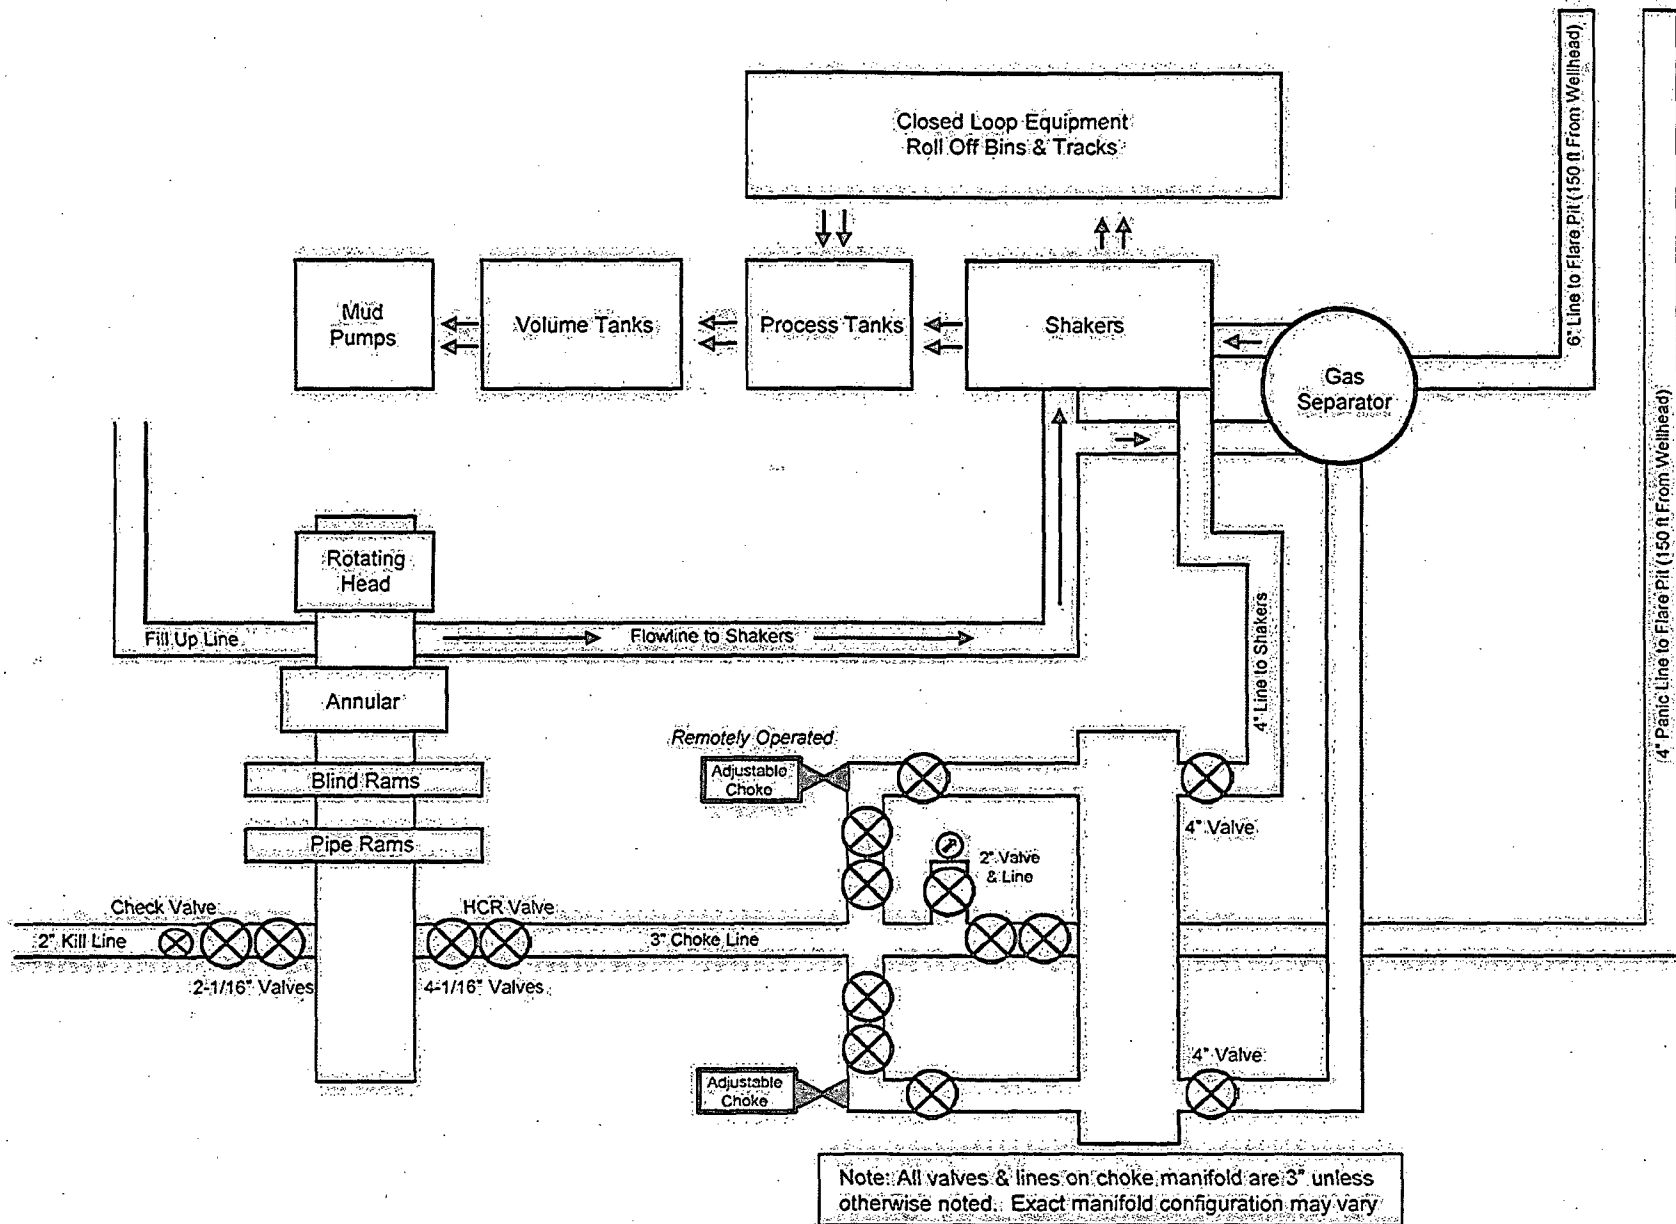 Closed Loop Equipment
Roll Off Bins & Tracks
6" Line to Flare Pit (150 ft From Wellhead)
4" Panic Line to Flare Pit (150 ft From Wellhead)
Mud
Pumps
Volume Tanks
Process Tanks
Shakers
Gas
Separator
Rotating
Head
Fill Up Line
Flowline to Shakers
4" Line to Shakers
Annular
Remotely Operated
Adjustable
Choke
Blind Rams
Pipe Rams
4" Valve
2" Valve
& Line
Check Valve
HCR Valve
2" Kill Line
3" Choke Line
2-1/16" Valves
4-1/16" Valves
4" Valve
Adjustable
Choke
Note: All valves & lines on choke manifold are 3" unless
otherwise noted. Exact manifold configuration may vary